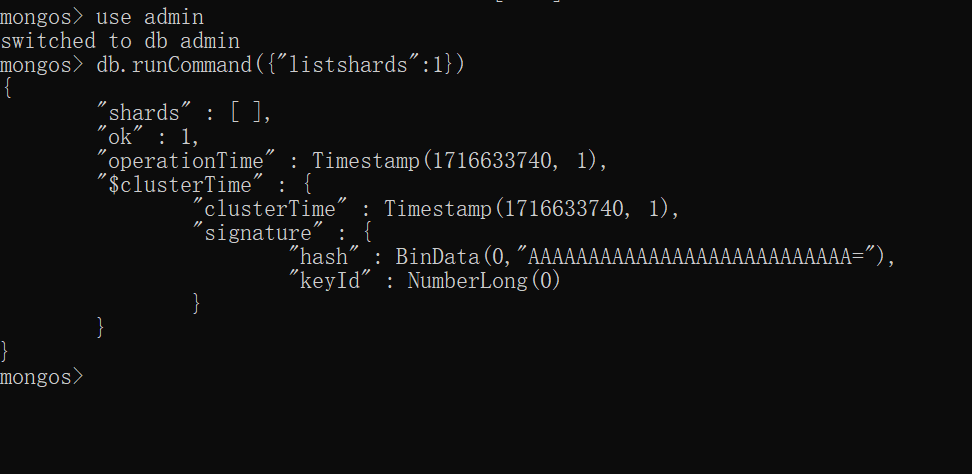 mongos> use admin
switched to db admin
mongos> db.runCommand({"listshards":1})
{
"shards" : [ ],
"ok" : 1,
"operationTime" : Timestamp(1716633740, 1),
"$clusterTime" : {
"clusterTime" : Timestamp(1716633740, 1),
"signature" : {
"hash" : BinData(0,"AAAAAAAAAAAAAAAAAAAAAAAAAAA="),
"keyId" : NumberLong(0)
}
}
}
mongos>